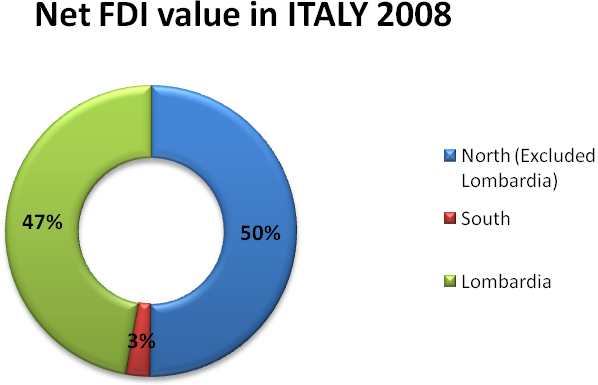 Net FDI value in ITALY 2008
47%
50%
3%
North (Excluded
Lombardia)
South
Lombardia